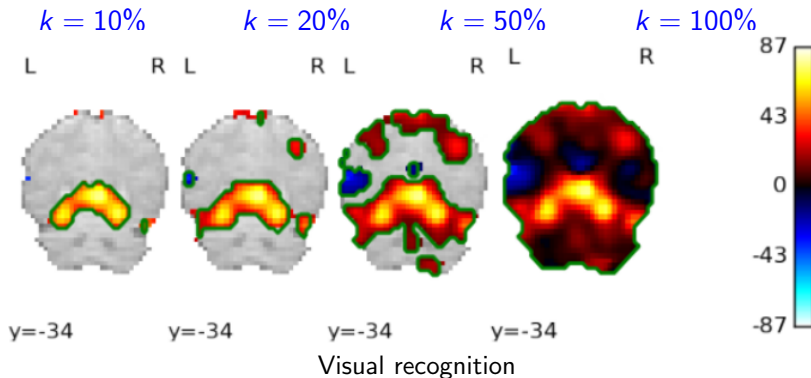 k = 10% k = 20% k = 50% k = 100%
L R L R L R L R
87
43
0
-43
-87
y=-34 y=-34 y=-34 y=-34
Visual recognition